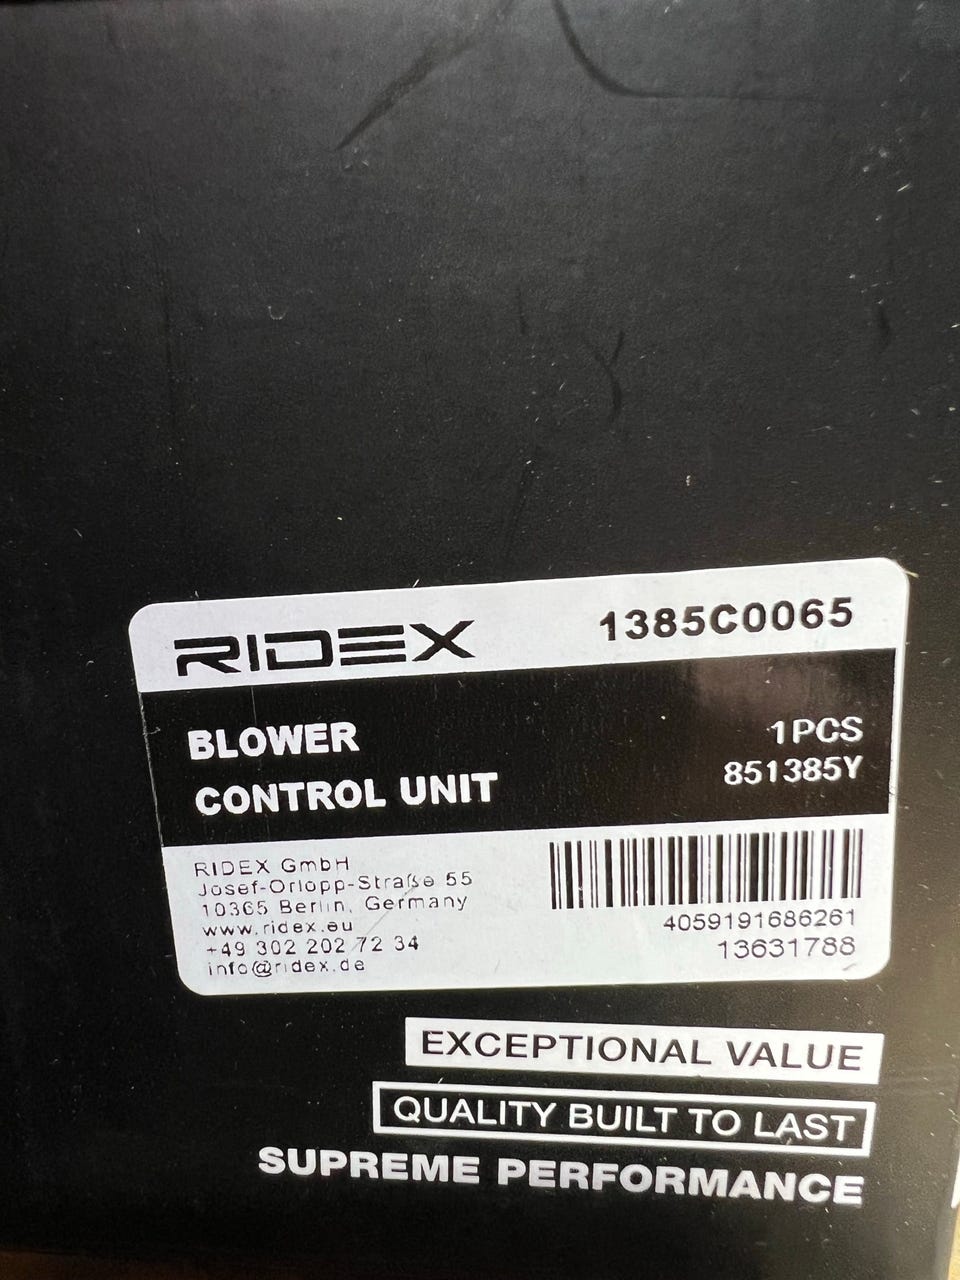 RIDEX 1385C0065
BLOWER
CONTROL UNIT
1PCS
851385Y
RIDEX GmbH
Josef-Orlopp-Straße 55
10365 Berlin, Germany
www.ridex.eu
+49 302 202 72 34
info@ridex.de
4059191686261
13631788
EXCEPTIONAL VALUE
QUALITY BUILT TO LAST
SUPREME PERFORMANCE